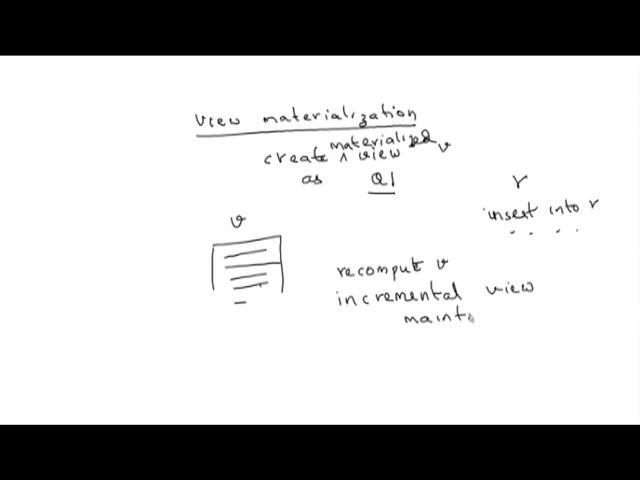 view materialization
create ^ materialized view v
as Q1
r
insert into r
. . . .
v
recompute v
incremental view
maint